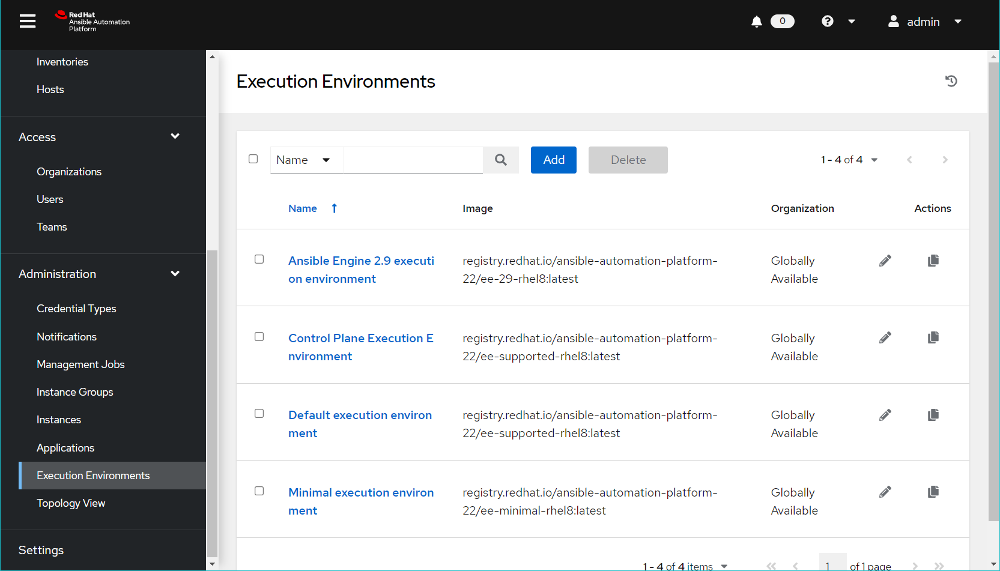 Red Hat
Ansible Automation
Platform
0
admin
Inventories
Hosts
Access
Organizations
Users
Teams
Administration
Credential Types
Notifications
Management Jobs
Instance Groups
Instances
Applications
Execution Environments
Topology View
Settings
Execution Environments
Name
Add
Delete
1 - 4 of 4
Name Image Organization Actions
Ansible Engine 2.9 executi
on environment
registry.redhat.io/ansible-automation-platform-
22/ee-29-rhel8:latest
Globally
Available
Control Plane Execution E
nvironment
registry.redhat.io/ansible-automation-platform-
22/ee-supported-rhel8:latest
Globally
Available
Default execution environ
ment
registry.redhat.io/ansible-automation-platform-
22/ee-supported-rhel8:latest
Globally
Available
Minimal execution environ
ment
registry.redhat.io/ansible-automation-platform-
22/ee-minimal-rhel8:latest
Globally
Available
1 - 4 of 4 items
1 of 1 page